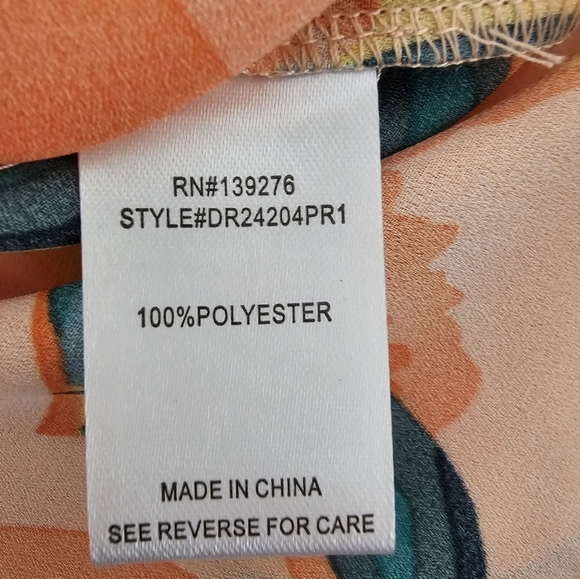 RN#139276
STYLE#DR24204PR1
100%POLYESTER
MADE IN CHINA
SEE REVERSE FOR CARE